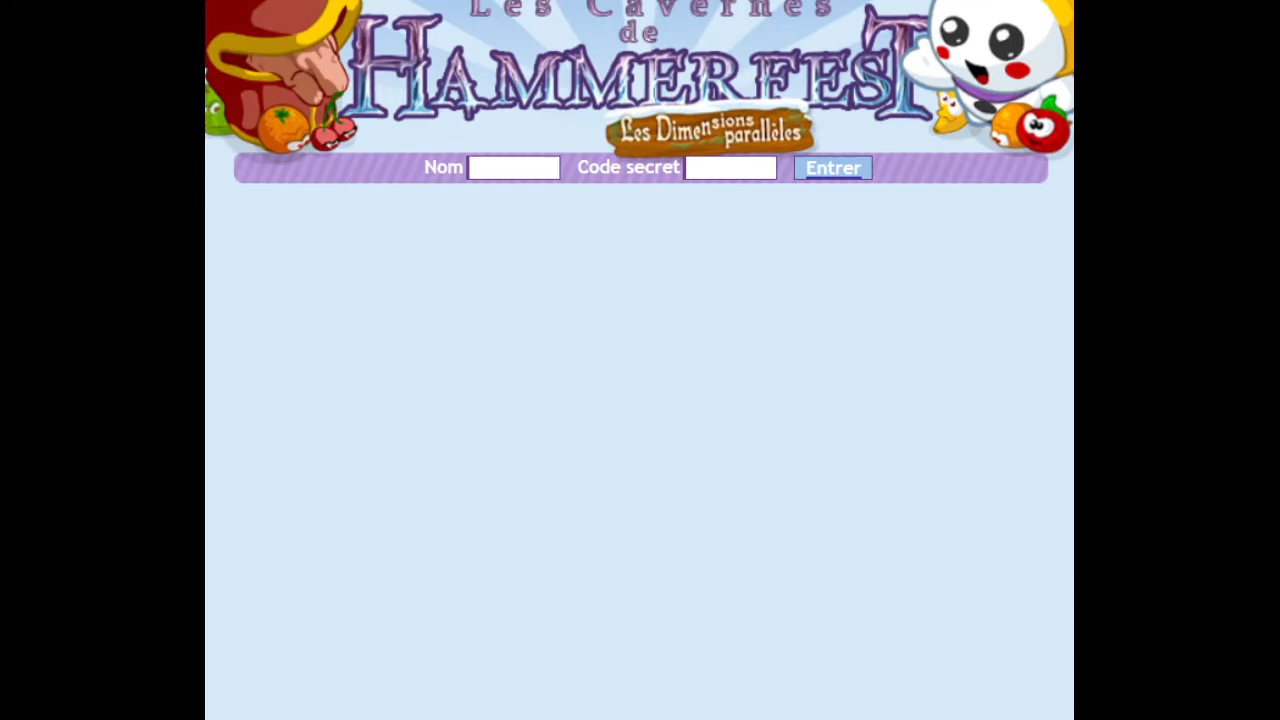 Les Cavernes
de
HAMMERFEST
Les Dimensions parallèles
Nom Code secret Entrer